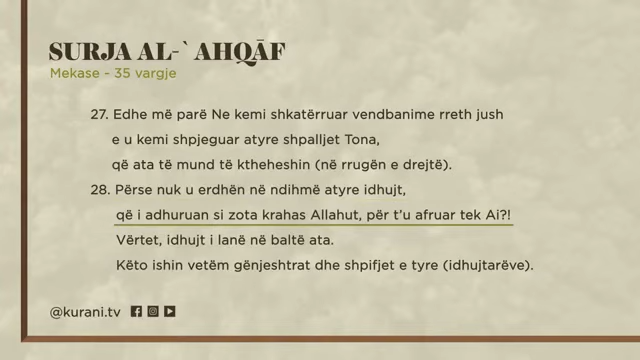 SURJA AL-`AHQĀF
Mekase - 35 vargje
27. Edhe më parë Ne kemi shkatërruar vendbanime rreth jush
e u kemi shpjeguar atyre shpalljet Tona,
që ata të mund të ktheheshin (në rrugën e drejtë).
28. Përse nuk u erdhën në ndihmë atyre idhujt,
që i adhuruan si zota krahas Allahut, për t'u afruar tek Ai?!
Vërtet, idhujt i lanë në baltë ata.
Këto ishin vetëm gënjeshtrat dhe shpifjet e tyre (idhujtarëve).
@kurani.tv